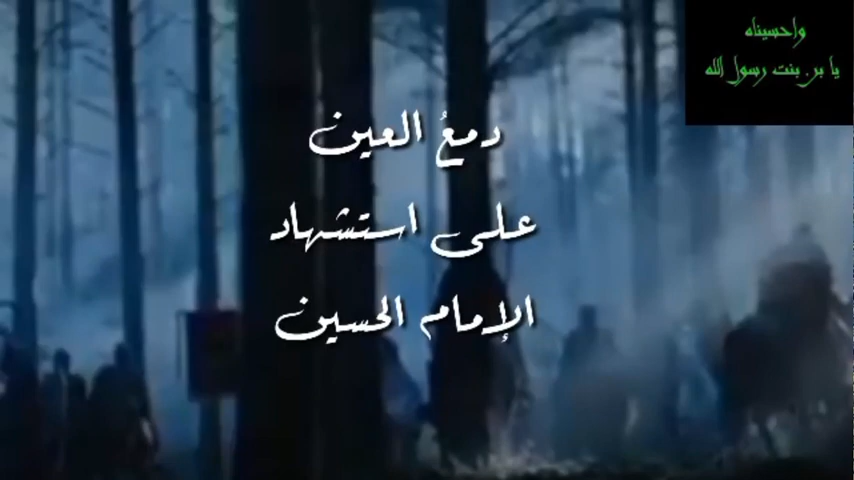 واحسيناه
يا بن بنت رسول الله
دمعُ العين
على استشهاد
الإمام الحسين